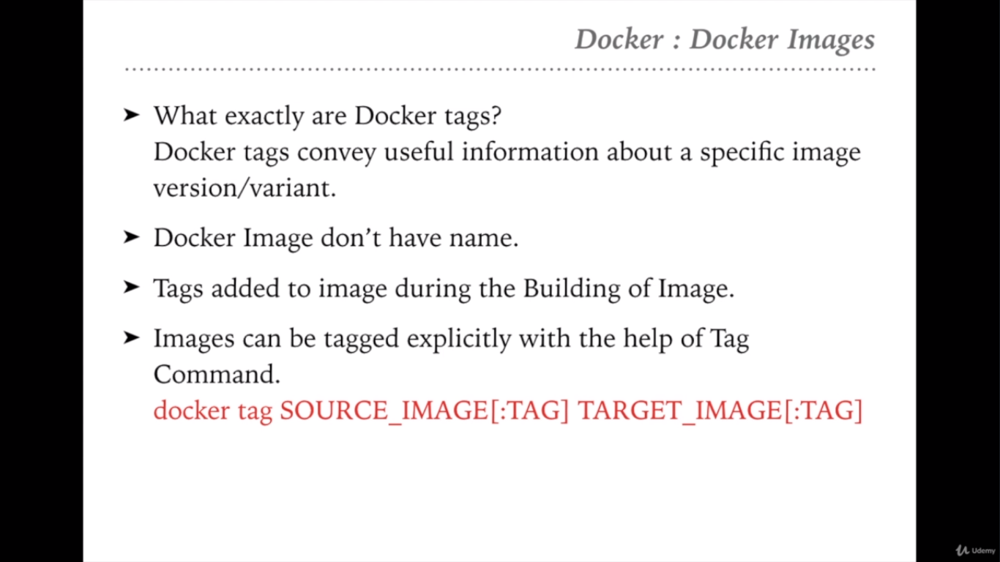 Docker : Docker Images
➤ What exactly are Docker tags?
Docker tags convey useful information about a specific image
version/variant.
➤ Docker Image don’t have name.
➤ Tags added to image during the Building of Image.
➤ Images can be tagged explicitly with the help of Tag
Command.
docker tag SOURCE_IMAGE[:TAG] TARGET_IMAGE[:TAG]
Udemy